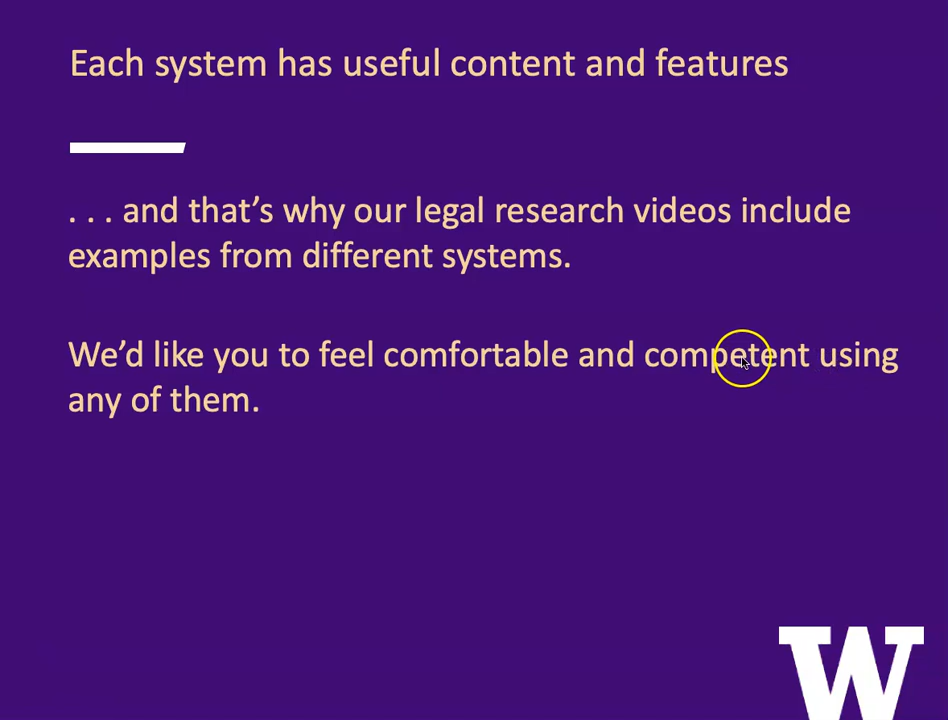 Each system has useful content and features
. . . and that’s why our legal research videos include
examples from different systems.
We’d like you to feel comfortable and competent using
any of them.
W